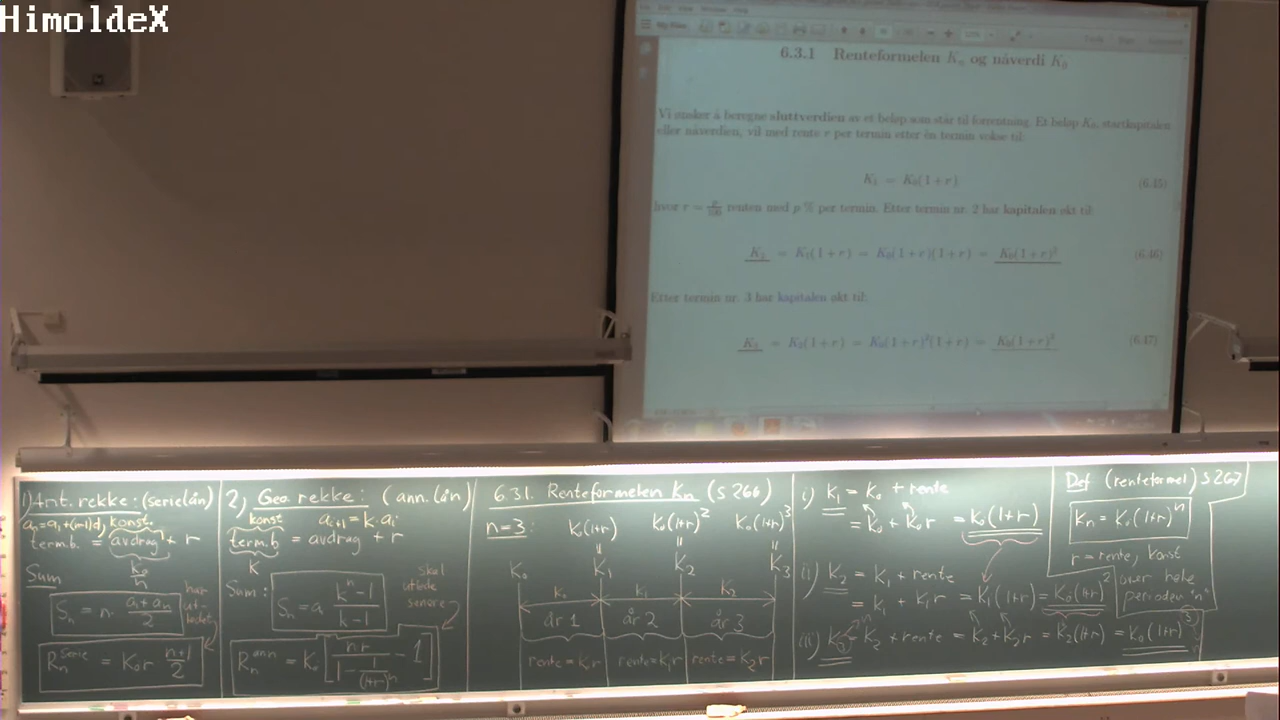 HimoldeX
6.3.1 Renteformelen Kn og nåverdi K0
Vi ønsker å beregne sluttverdien av et beløp som står til forrentning. Et beløp K0, startkapitalen
eller nåverdien, vil med rente r per termin etter én termin vokse til:
K1 = K0(1+r) (6.45)
hvor r = p/100 renten med p % per termin. Etter termin nr. 2 har kapitalen økt til:
K2 = K1(1+r) = K0(1+r)(1+r) = K0(1+r)² (6.46)
Etter termin nr. 3 har kapitalen økt til:
K3 = K2(1+r) = K0(1+r)²(1+r) = K0(1+r)³ (6.47)
1) Arit. rekke: (serielån)
an = a1 + (n-1)d, konst.
term.b. = avdrag + r
K0/n
Sum
Sn = n · (a1 + an)/2
har utledet
Rn^serie = K0 r (n+1)/2
2) Geo. rekke: (ann. lån)
konst ai+1 = k·ai
term.b = avdrag + r
K
Sum: Sn = a (k^n - 1)/(k - 1)
skal utlede senere
Rn^ann = K0 [ nr/(1 - 1/(1+r)^n) - 1 ]
6.31. Renteformelen Kn (s 266)
n=3: K0(1+r) K0(1+r)² K0(1+r)³
K0 K1 K2 K3
K0 K1 K2
år 1 år 2 år 3
rente = K0r rente = K1r rente = K2r
i) K1 = K0 + rente
= K0 + K0r = K0(1+r)
ii) K2 = K1 + rente
= K1 + K1r = K1(1+r) = K0(1+r)²
iii) K3 = K2 + rente = K2 + K2r = K2(1+r) = K0(1+r)³
Def (renteformel) s 267
Kn = K0(1+r)^n
r = rente, konst
over hele
perioden "n"